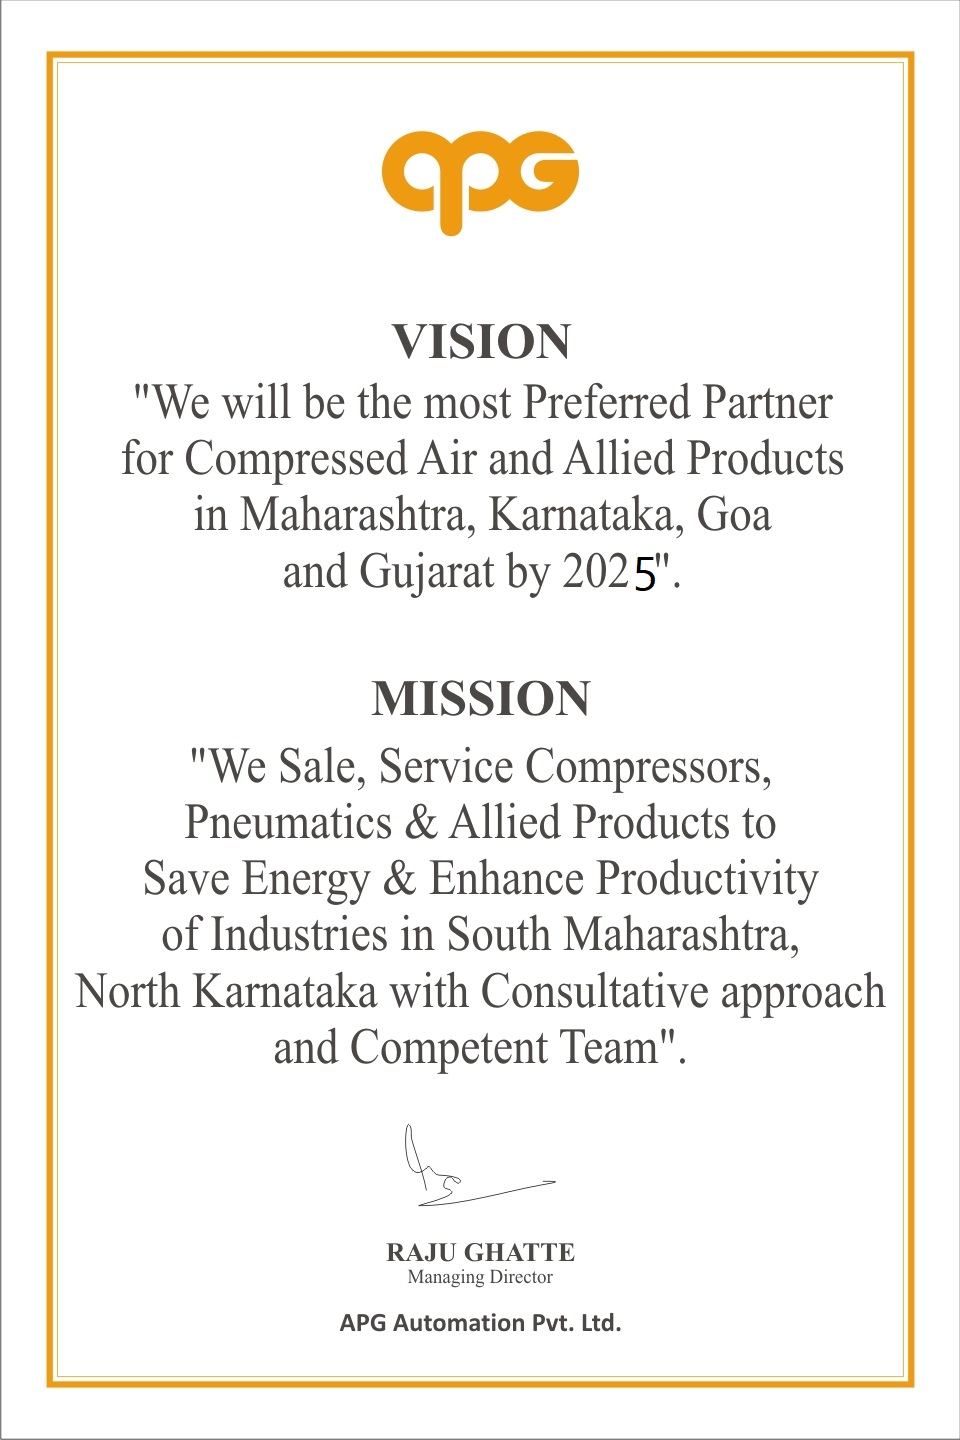 apG
VISION
"We will be the most Preferred Partner
for Compressed Air and Allied Products
in Maharashtra, Karnataka, Goa
and Gujarat by 2025".
MISSION
"We Sale, Service Compressors,
Pneumatics & Allied Products to
Save Energy & Enhance Productivity
of Industries in South Maharashtra,
North Karnataka with Consultative approach
and Competent Team".
RAJU GHATTE
Managing Director
APG Automation Pvt. Ltd.